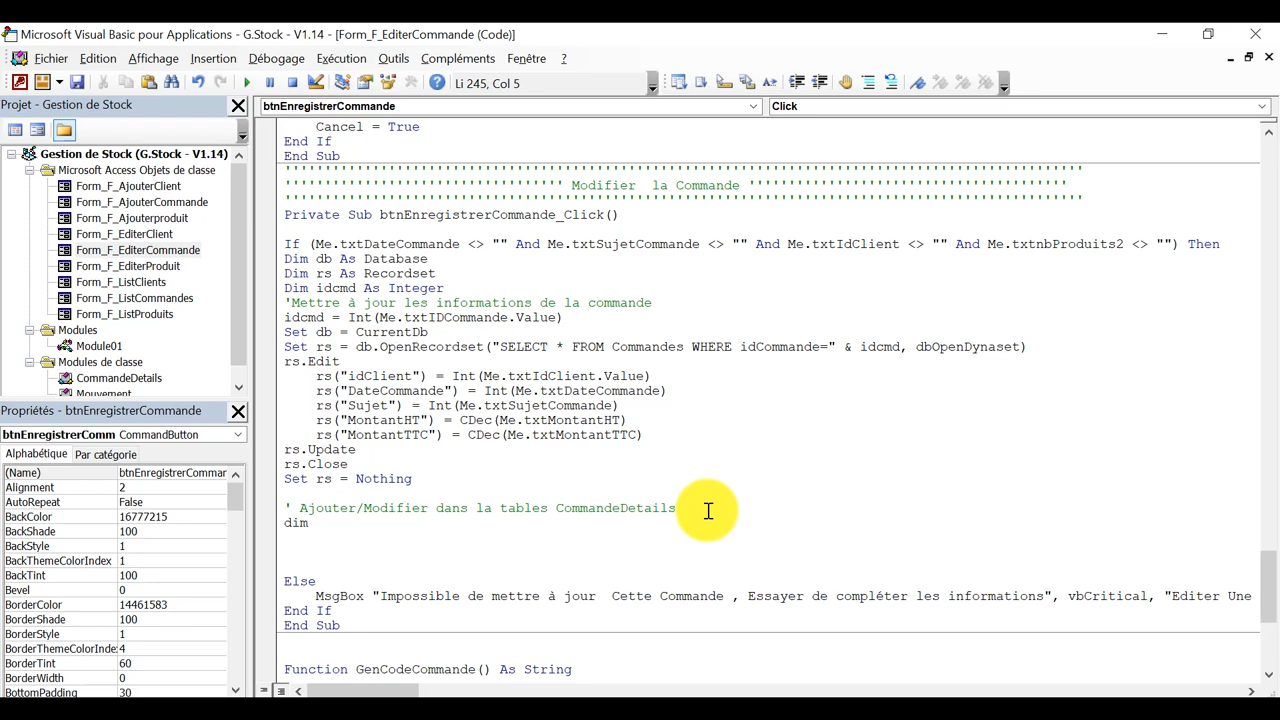 Microsoft Visual Basic pour Applications - G.Stock - V1.14 - [Form_F_EditerCommande (Code)]
Fichier Edition Affichage Insertion Débogage Exécution Outils Compléments Fenêtre ?
Li 245, Col 5
Projet - Gestion de Stock
Gestion de Stock (G.Stock - V1.14)
Microsoft Access Objets de classe
Form_F_AjouterClient
Form_F_AjouterCommande
Form_F_Ajouterproduit
Form_F_EditerClient
Form_F_EditerCommande
Form_F_EditerProduit
Form_F_ListClients
Form_F_ListCommandes
Form_F_ListProduits
Modules
Module01
Modules de classe
CommandeDetails
Mouvement
Propriétés - btnEnregistrerCommande
btnEnregistrerComm CommandButton
Alphabétique Par catégorie
(Name) btnEnregistrerCommar
Alignment 2
AutoRepeat False
BackColor 16777215
BackShade 100
BackStyle 1
BackThemeColorIndex 1
BackTint 100
Bevel 0
BorderColor 14461583
BorderShade 100
BorderStyle 1
BorderThemeColorInde: 4
BorderTint 60
BorderWidth 0
BottomPadding 30
btnEnregistrerCommande Click
Cancel = True
End If
End Sub
Modifier la Commande
Private Sub btnEnregistrerCommande_Click()
If (Me.txtDateCommande <> "" And Me.txtSujetCommande <> "" And Me.txtIdClient <> "" And Me.txtnbProduits2 <> "") Then
Dim db As Database
Dim rs As Recordset
Dim idcmd As Integer
'Mettre à jour les informations de la commande
idcmd = Int(Me.txtIDCommande.Value)
Set db = CurrentDb
Set rs = db.OpenRecordset("SELECT * FROM Commandes WHERE idCommande=" & idcmd, dbOpenDynaset)
rs.Edit
rs("idClient") = Int(Me.txtIdClient.Value)
rs("DateCommande") = Int(Me.txtDateCommande)
rs("Sujet") = Int(Me.txtSujetCommande)
rs("MontantHT") = CDec(Me.txtMontantHT)
rs("MontantTTC") = CDec(Me.txtMontantTTC)
rs.Update
rs.Close
Set rs = Nothing
' Ajouter/Modifier dans la tables CommandeDetails
dim
Else
MsgBox "Impossible de mettre à jour Cette Commande , Essayer de compléter les informations", vbCritical, "Editer Une
End If
End Sub
Function GenCodeCommande() As String